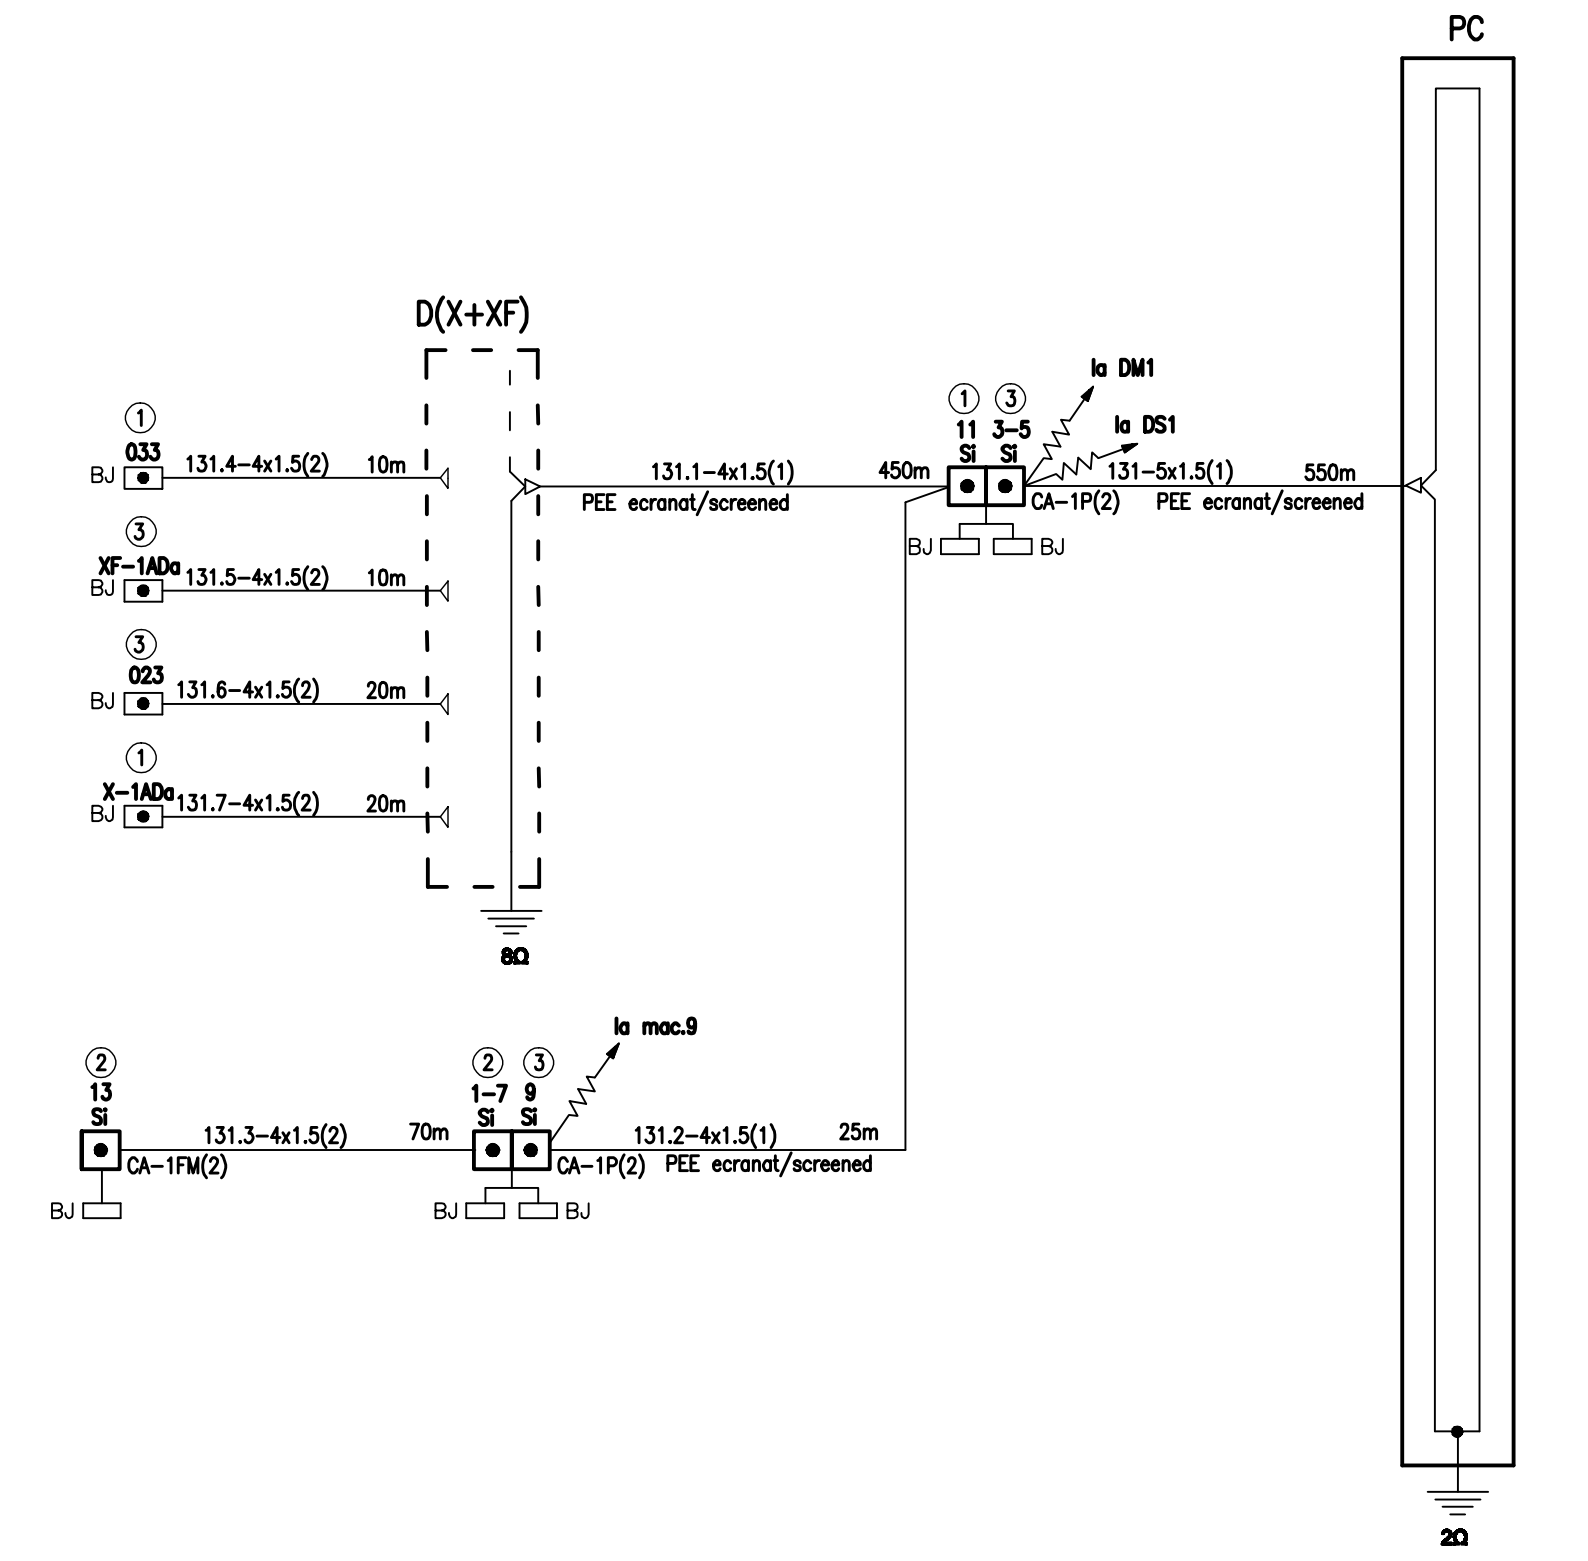 PC
D(X+XF)
la DM1
1
3
11
3-5
Si
Si
la DS1
1
033
BJ
131.4-4x1.5(2)
10m
131.1-4x1.5(1)
450m
PEE ecranat/screened
131-5x1.5(1)
550m
CA-1P(2)
PEE ecranat/screened
BJ
BJ
3
XF-1ADa
BJ
131.5-4x1.5(2)
10m
3
023
BJ
131.6-4x1.5(2)
20m
1
X-1ADa
BJ
131.7-4x1.5(2)
20m
8Ω
la mac.9
2
13
Si
131.3-4x1.5(2)
70m
CA-1FM(2)
BJ
2
3
1-7
9
Si
Si
131.2-4x1.5(1)
25m
CA-1P(2)
PEE ecranat/screened
BJ
BJ
2Ω